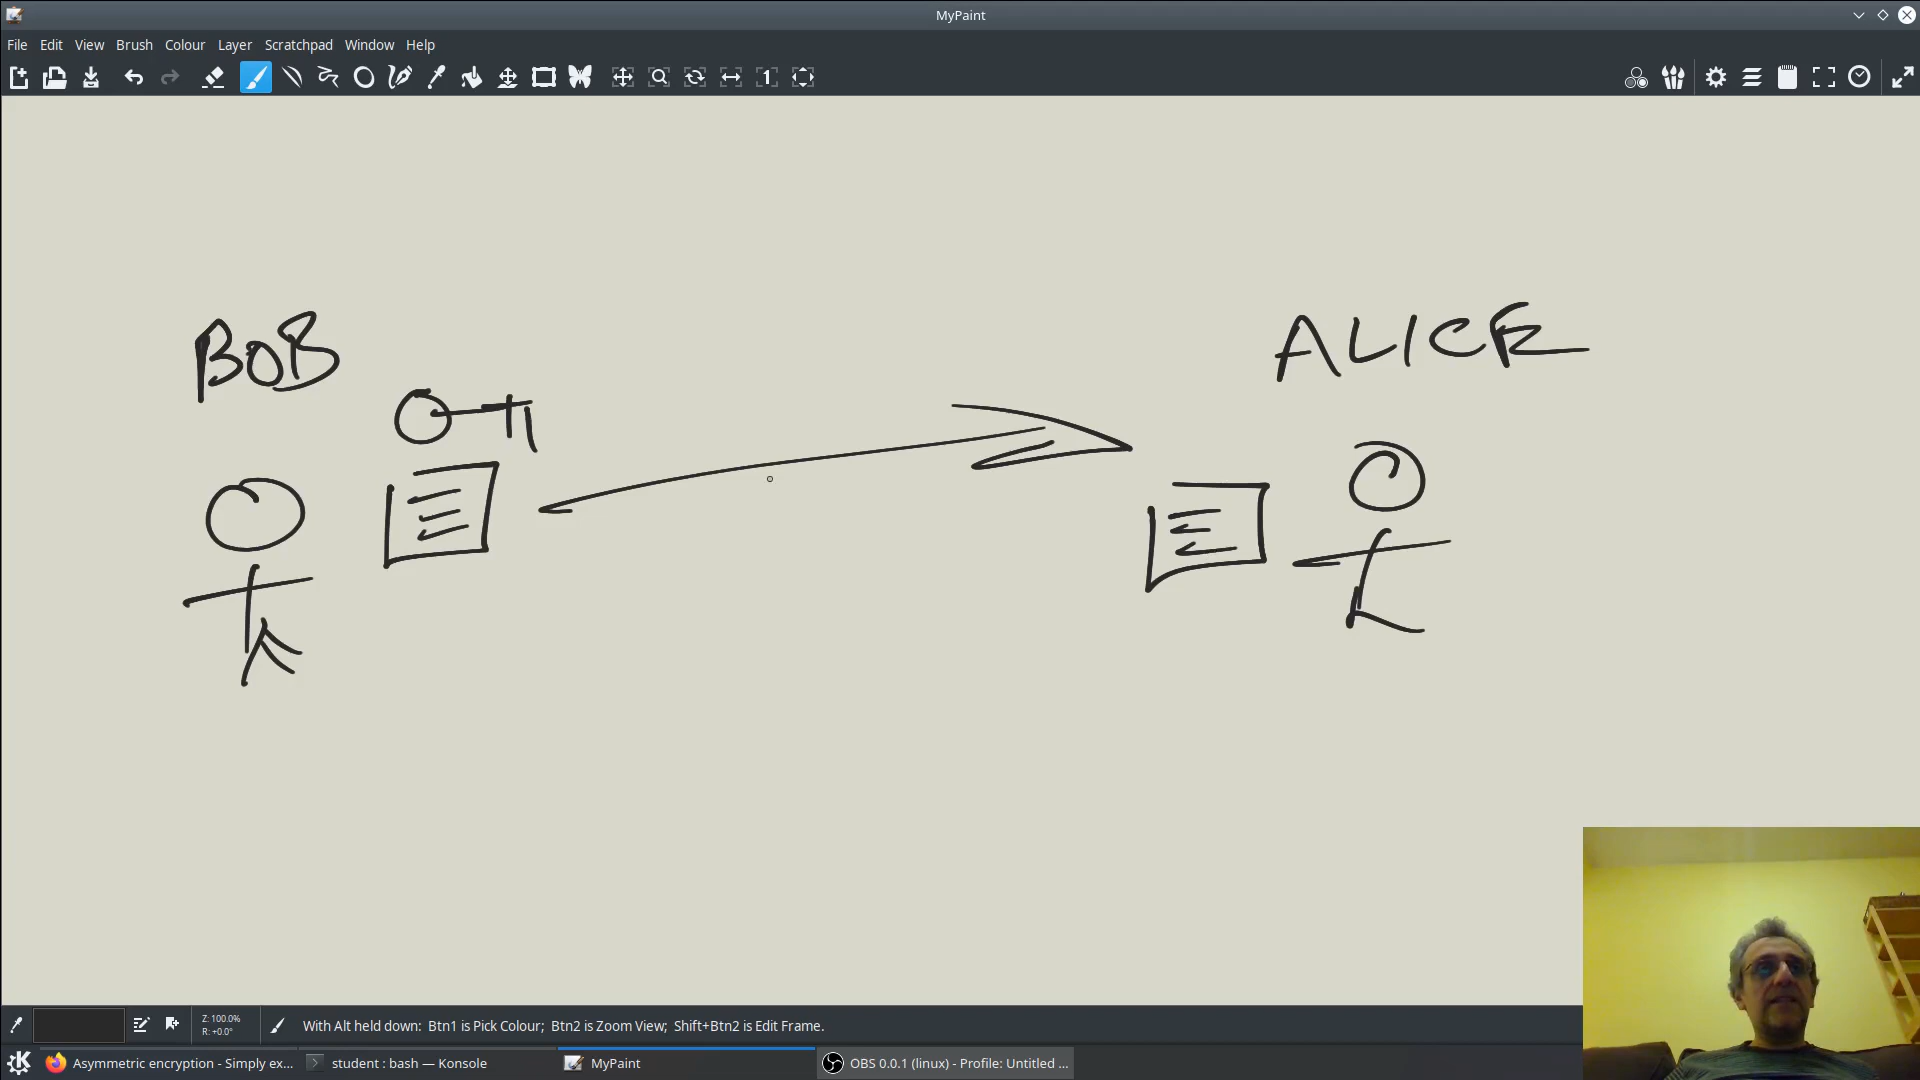 MyPaint
File Edit View Brush Colour Layer Scratchpad Window Help
1
BOB
ALICE
Z: 100.0%
R: +0.0°
With Alt held down: Btn1 is Pick Colour; Btn2 is Zoom View; Shift+Btn2 is Edit Frame.
Asymmetric encryption - Simply ex...
student : bash — Konsole
MyPaint
OBS 0.0.1 (linux) - Profile: Untitled ...